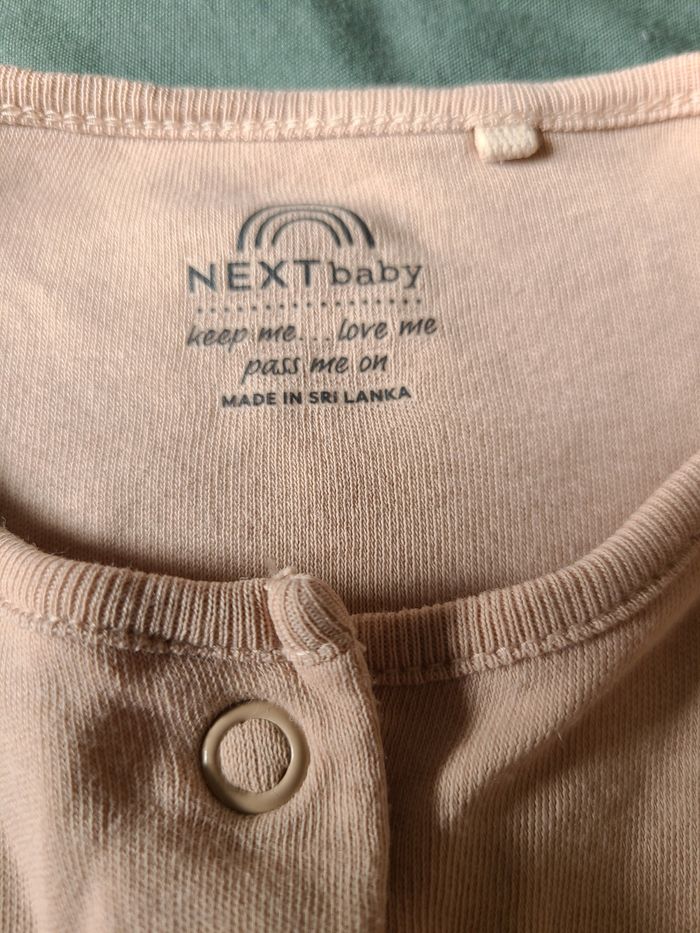 NEXTbaby
keep me... love me
pass me on
MADE IN SRI LANKA